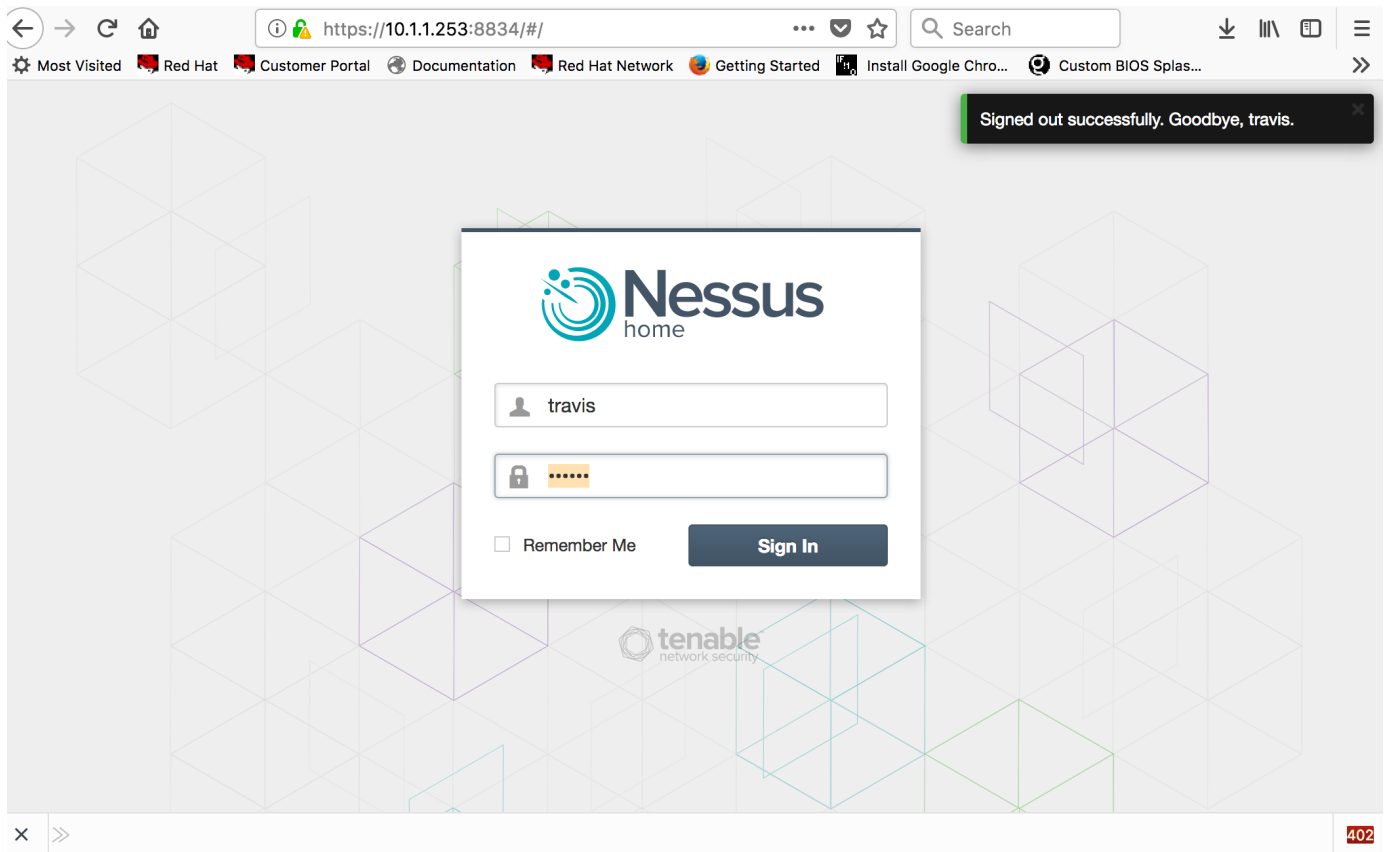 https://10.1.1.253:8834/#/
Search
Most Visited Red Hat Customer Portal Documentation Red Hat Network Getting Started Install Google Chro... Custom BIOS Splas...
Signed out successfully. Goodbye, travis.
Nessus
home
travis
••••••
Remember Me Sign In
tenable
network security
402